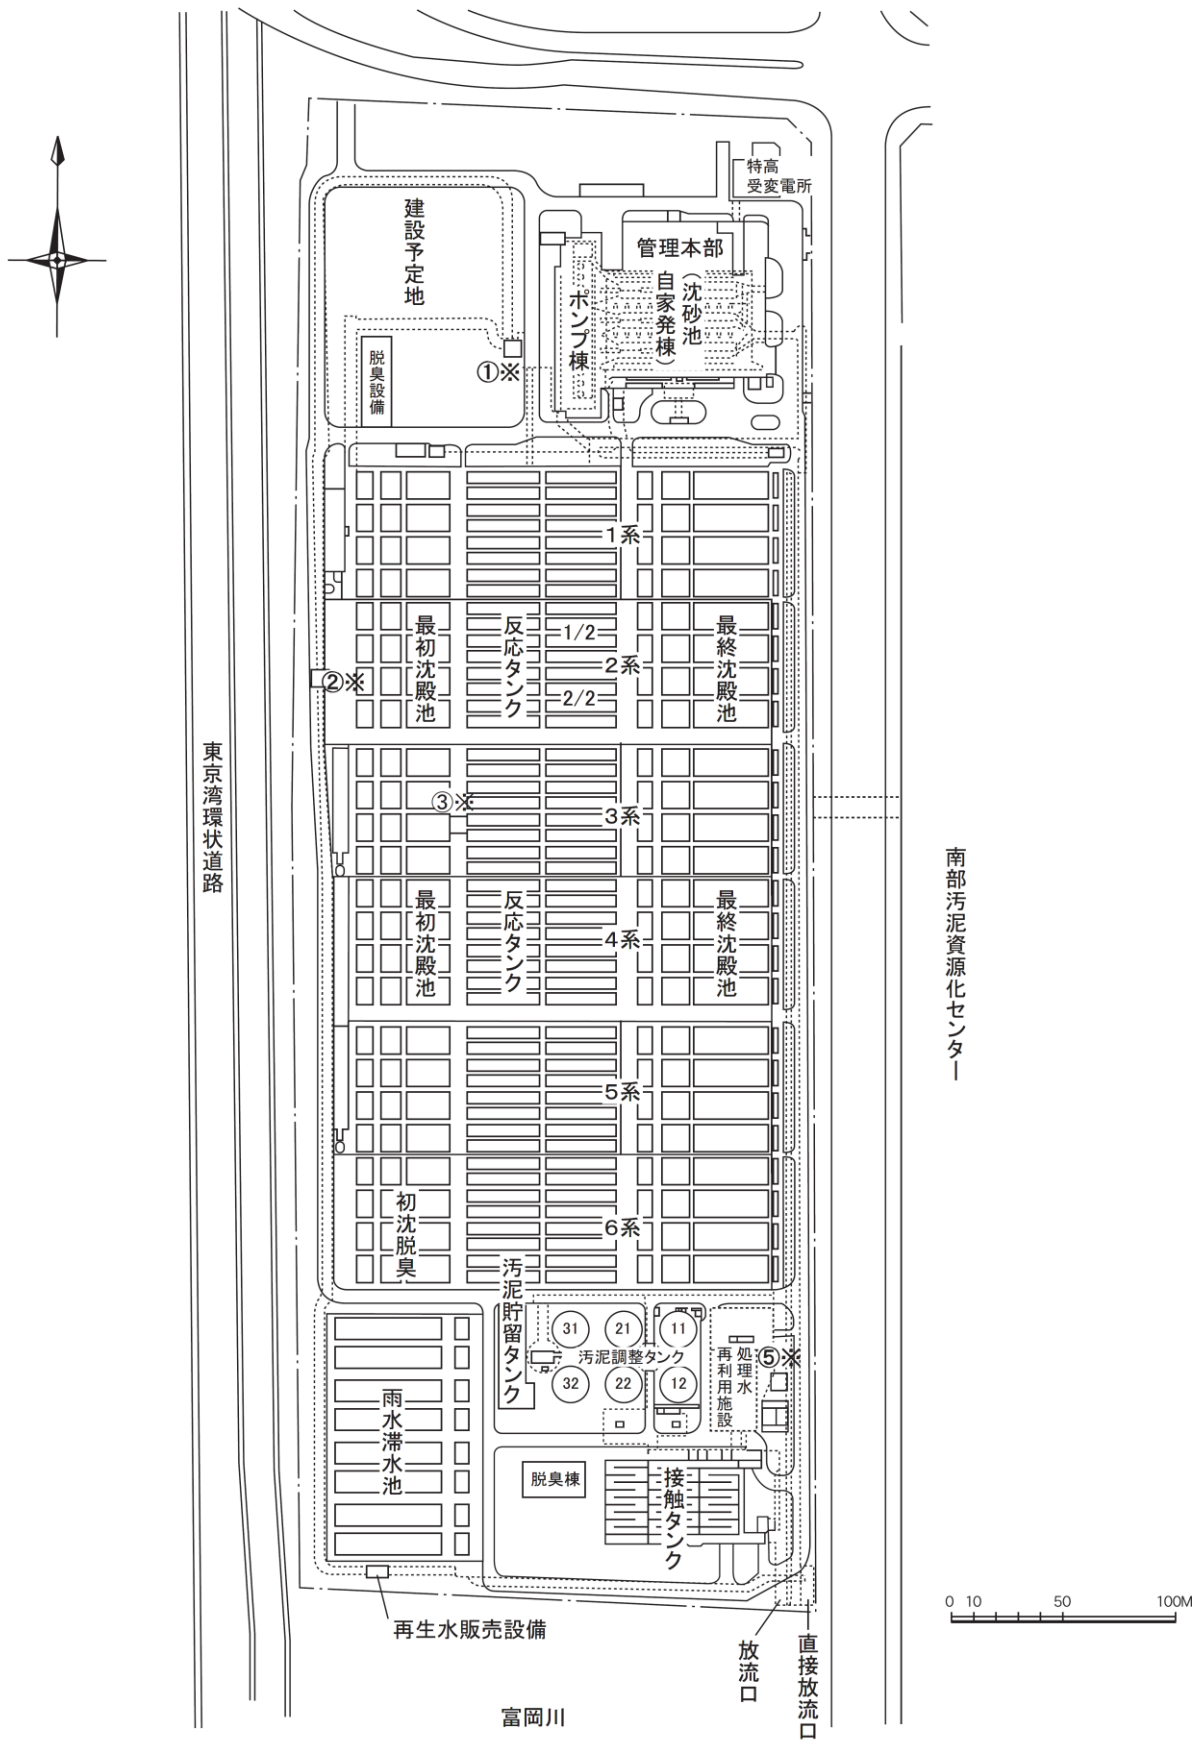 特高
受変電所
建設予定地
管理本部
自家発棟
(沈砂池)
ポンプ棟
脱臭設備
①※
1系
最初沈殿池
反応タンク
1/2
2系
2/2
最終沈殿池
②※
東京湾環状道路
③※
3系
南部汚泥資源化センター
最初沈殿池
反応タンク
4系
最終沈殿池
5系
初沈脱臭
6系
汚泥貯留タンク
31
21
11
汚泥調整タンク
32
22
12
処理水
再利用施設
⑤※
雨水滞水池
脱臭棟
接触タンク
0 10 50 100M
再生水販売設備
放流口
直接放流口
富岡川